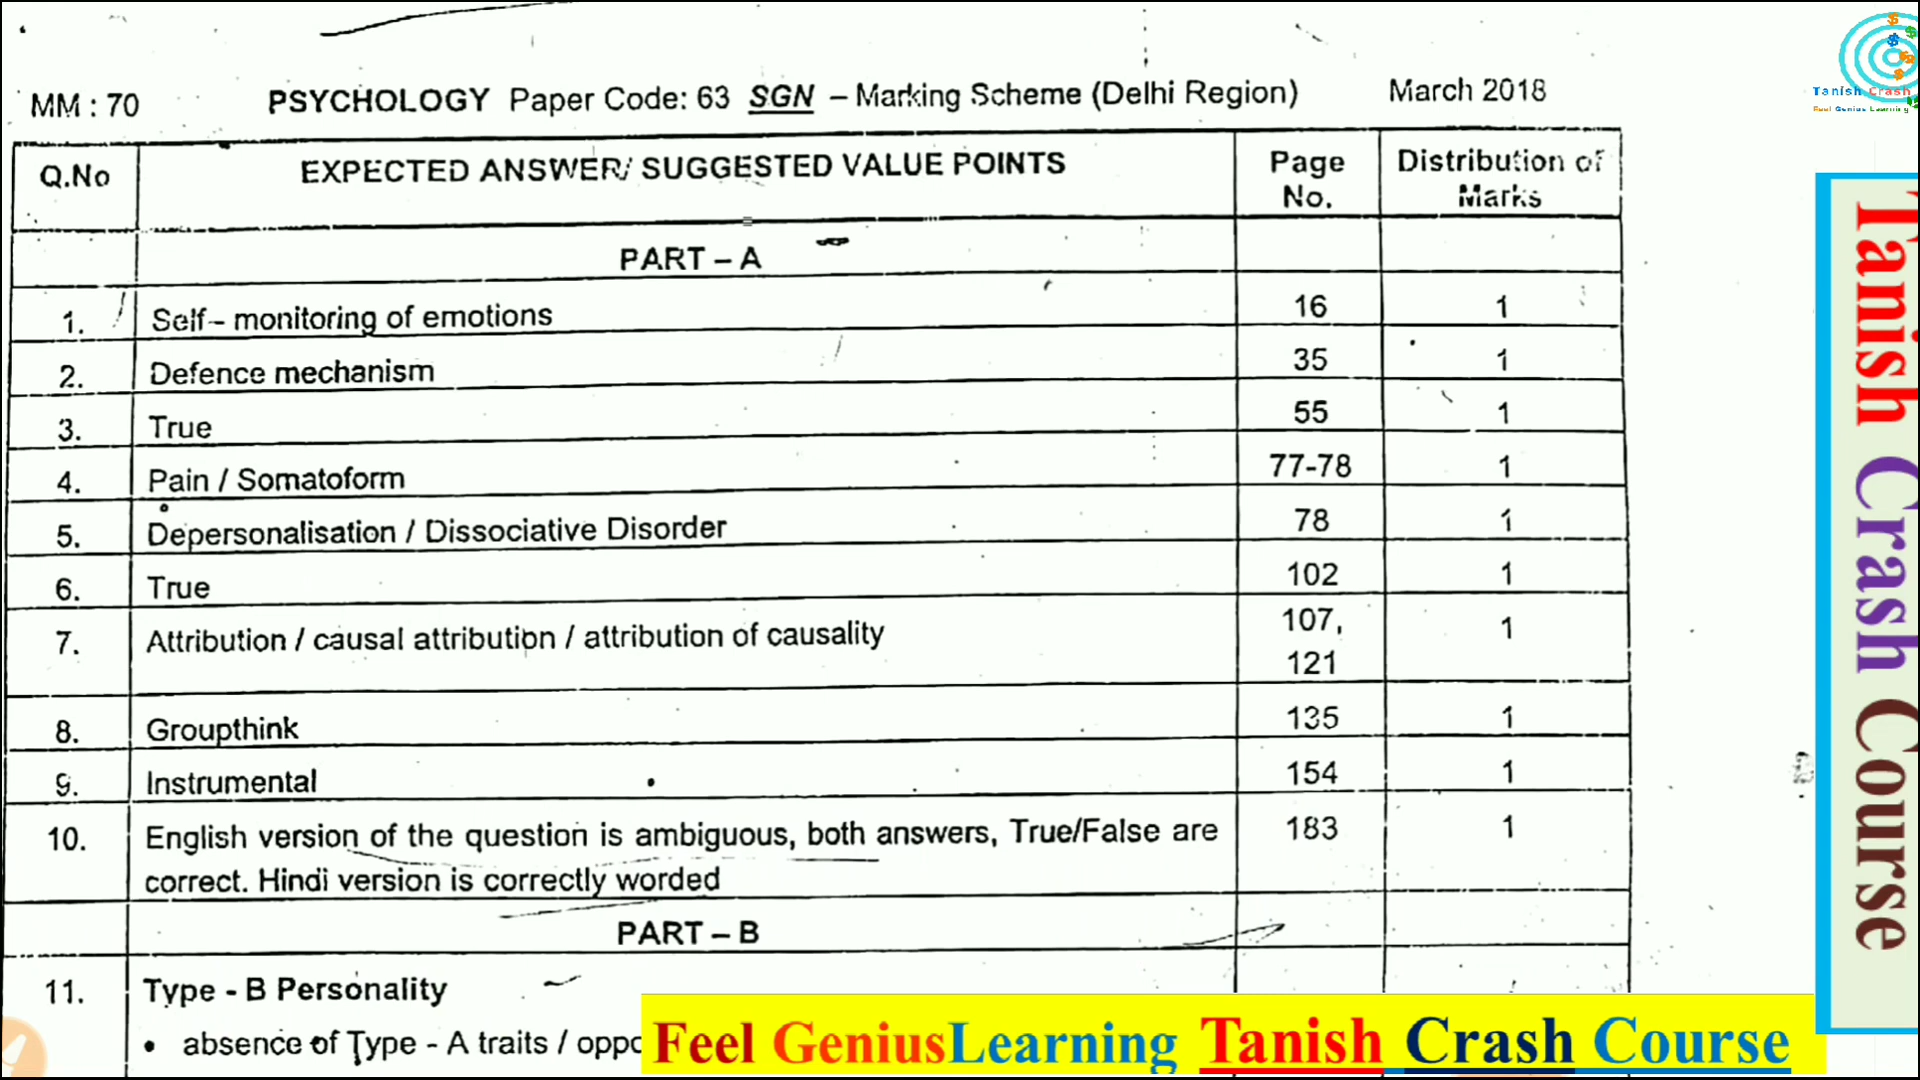 MM : 70 PSYCHOLOGY Paper Code: 63 SGN – Marking Scheme (Delhi Region) March 2018
Q.No EXPECTED ANSWER/ SUGGESTED VALUE POINTS Page No. Distribution of Marks
PART – A
1. Self – monitoring of emotions 16 1
2. Defence mechanism 35 1
3. True 55 1
4. Pain / Somatoform 77-78 1
5. Depersonalisation / Dissociative Disorder 78 1
6. True 102 1
7. Attribution / causal attribution / attribution of causality 107, 121 1
8. Groupthink 135 1
9. Instrumental 154 1
10. English version of the question is ambiguous, both answers, True/False are 183 1
correct. Hindi version is correctly worded
PART – B
11. Type - B Personality
• absence of Type - A traits / oppo
Feel GeniusLearning Tanish Crash Course
Tanish Crash Course
Tanish Crash
Feel Genius Learning